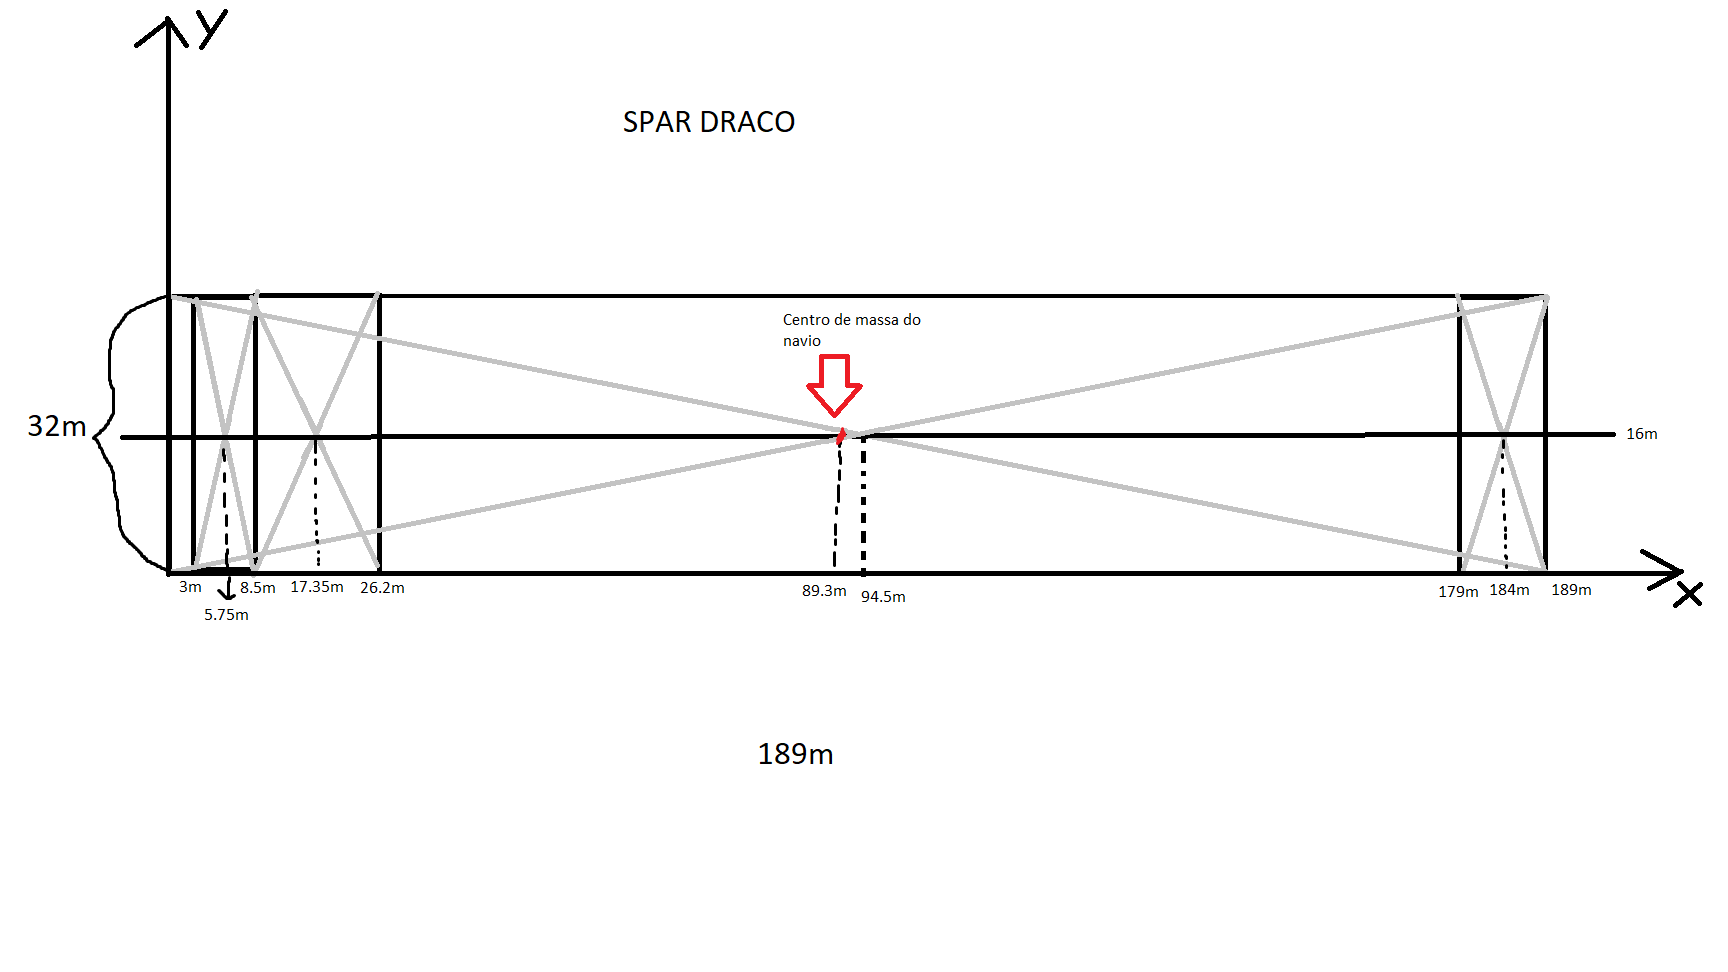 y
SPAR DRACO
Centro de massa do
navio
32m
16m
3m
8.5m
17.35m
26.2m
89.3m
94.5m
179m
184m
189m
x
5.75m
189m